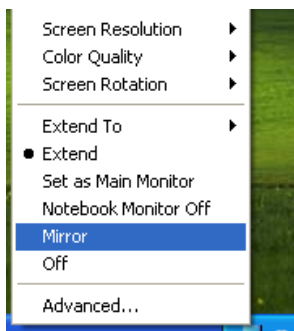 Screen Resolution
Color Quality
Screen Rotation
Extend To
Extend
Set as Main Monitor
Notebook Monitor Off
Mirror
Off
Advanced...